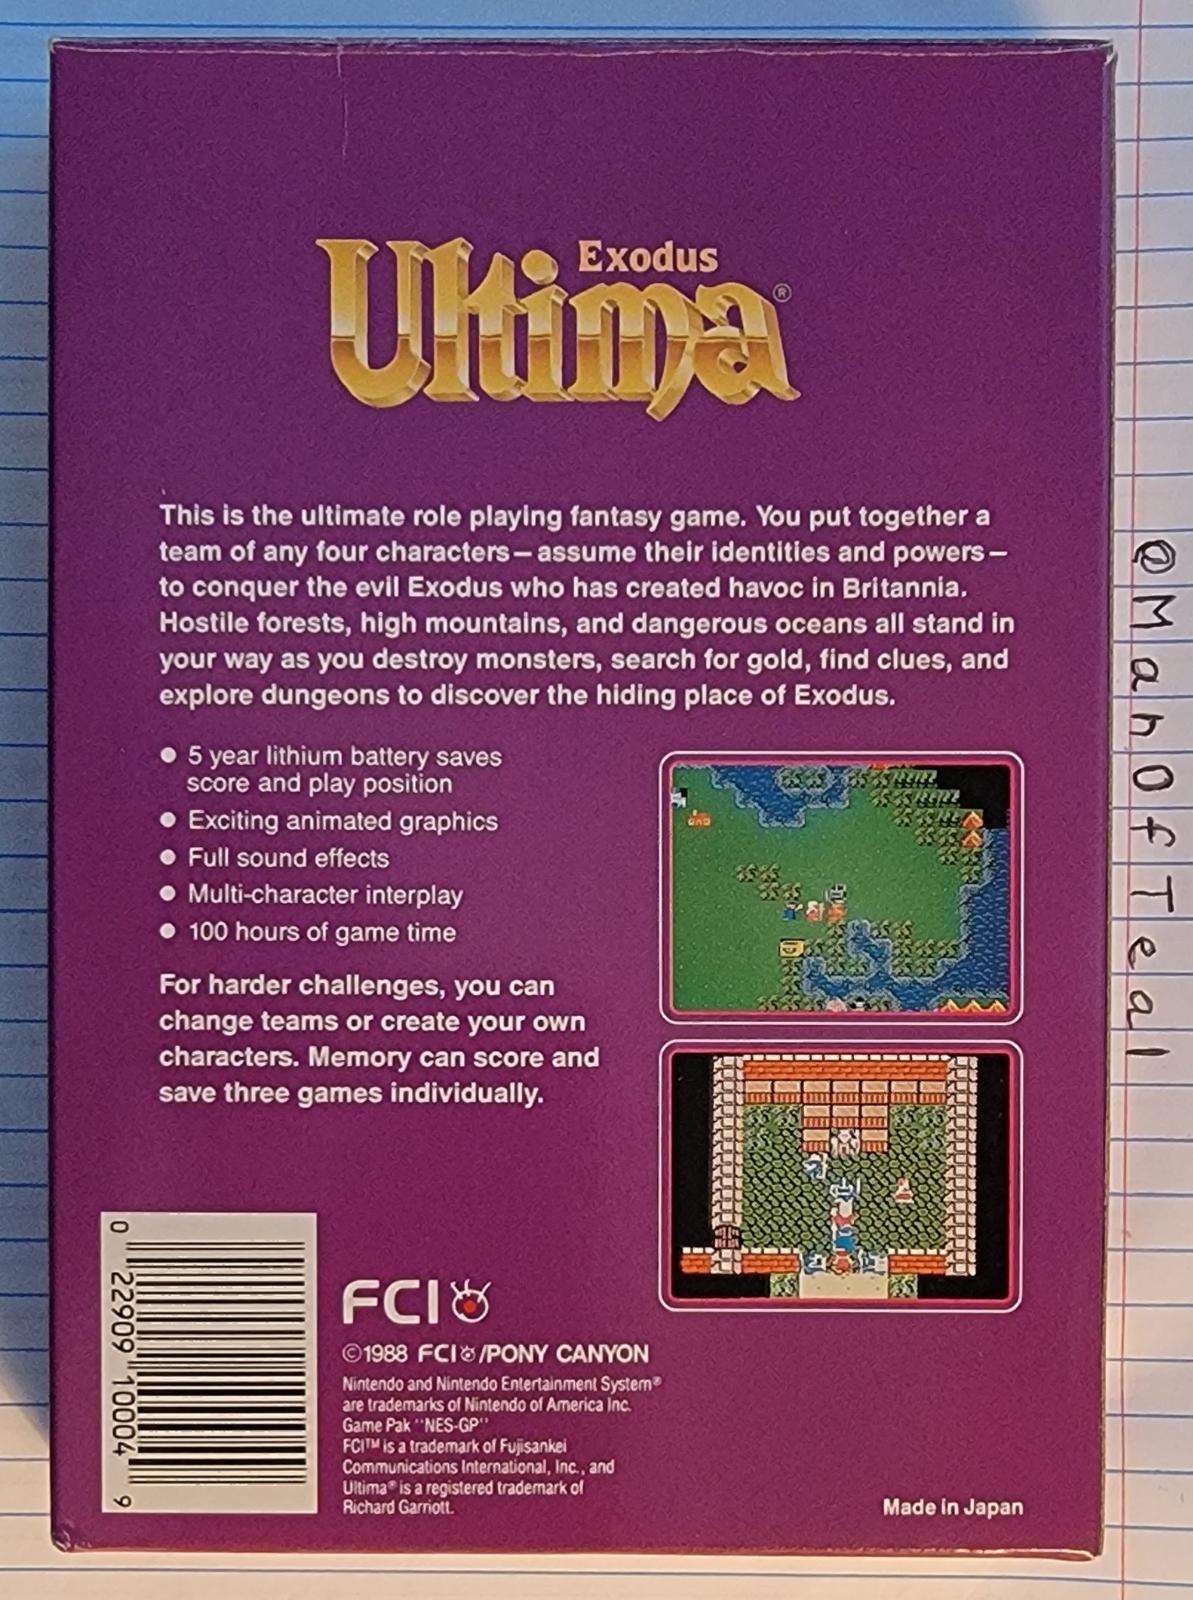 Exodus
Ultima®
This is the ultimate role playing fantasy game. You put together a
team of any four characters—assume their identities and powers—
to conquer the evil Exodus who has created havoc in Britannia.
Hostile forests, high mountains, and dangerous oceans all stand in
your way as you destroy monsters, search for gold, find clues, and
explore dungeons to discover the hiding place of Exodus.
● 5 year lithium battery saves
score and play position
● Exciting animated graphics
● Full sound effects
● Multi-character interplay
● 100 hours of game time
For harder challenges, you can
change teams or create your own
characters. Memory can score and
save three games individually.
0 22909 10004 9
FCI
©1988 FCI/PONY CANYON
Nintendo and Nintendo Entertainment System®
are trademarks of Nintendo of America Inc.
Game Pak "NES-GP"
FCI™ is a trademark of Fujisankei
Communications International, Inc., and
Ultima® is a registered trademark of
Richard Garriott.
Made in Japan
@ManOfTeal